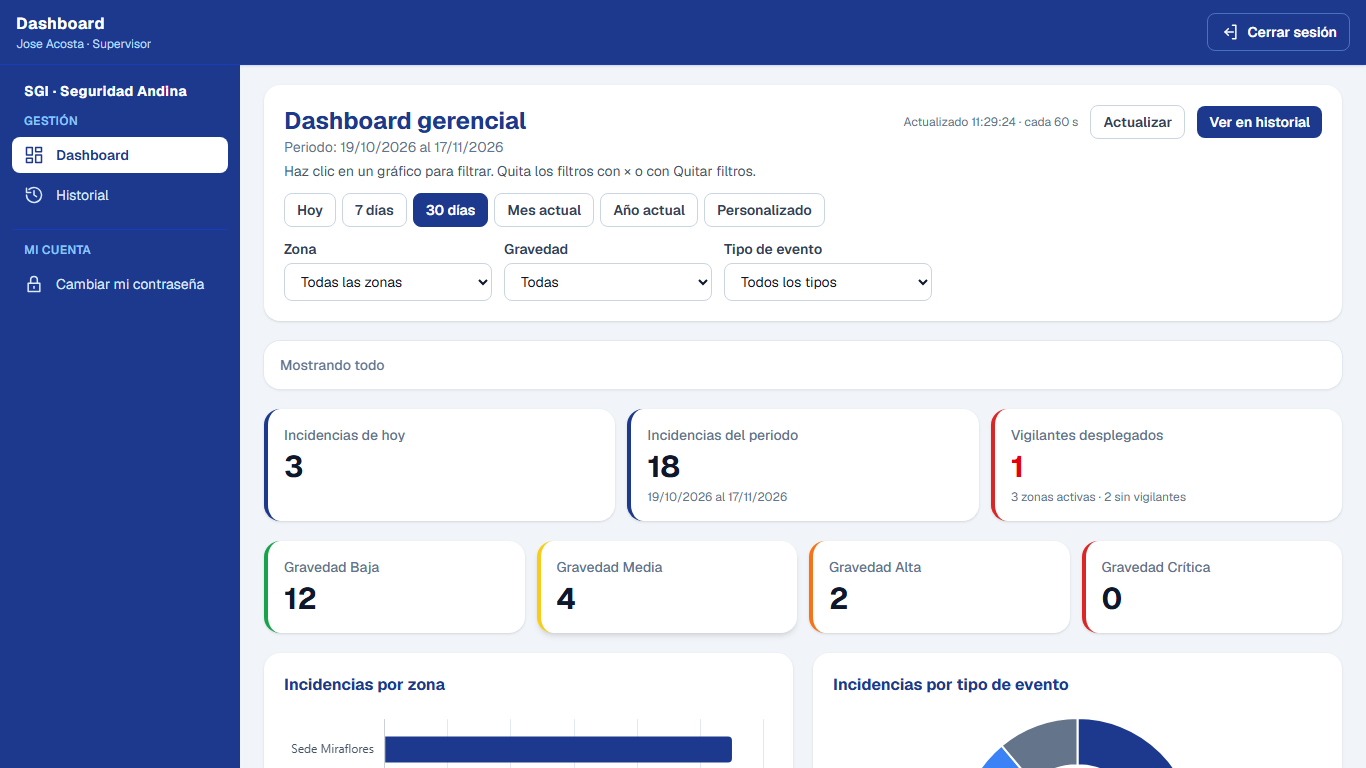 Dashboard
Jose Acosta · Supervisor
Cerrar sesión
SGI · Seguridad Andina
GESTIÓN
Dashboard
Historial
MI CUENTA
Cambiar mi contraseña
Dashboard gerencial
Periodo: 19/10/2026 al 17/11/2026
Haz clic en un gráfico para filtrar. Quita los filtros con × o con Quitar filtros.
Actualizado 11:29:24 · cada 60 s
Actualizar
Ver en historial
Hoy
7 días
30 días
Mes actual
Año actual
Personalizado
Zona
Gravedad
Tipo de evento
Todas las zonas
Todas
Todos los tipos
Mostrando todo
Incidencias de hoy
3
Incidencias del periodo
18
19/10/2026 al 17/11/2026
Vigilantes desplegados
1
3 zonas activas · 2 sin vigilantes
Gravedad Baja
12
Gravedad Media
4
Gravedad Alta
2
Gravedad Crítica
0
Incidencias por zona
Sede Miraflores
Incidencias por tipo de evento